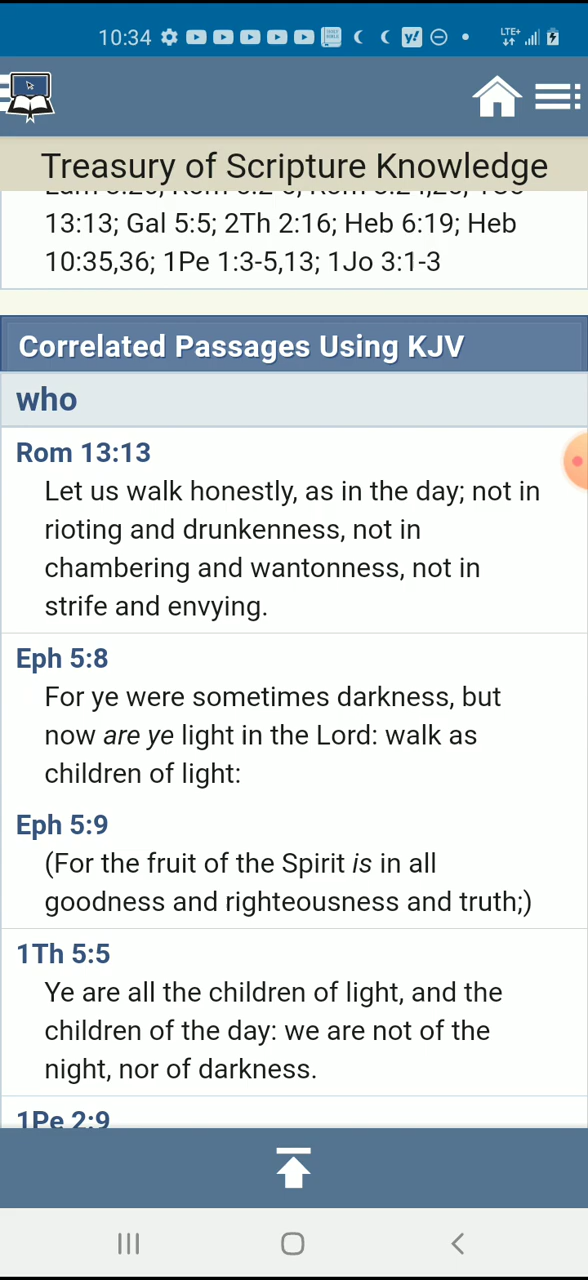 10:34
LTE+
Treasury of Scripture Knowledge
13:13; Gal 5:5; 2Th 2:16; Heb 6:19; Heb
10:35,36; 1Pe 1:3-5,13; 1Jo 3:1-3
Correlated Passages Using KJV
who
Rom 13:13
Let us walk honestly, as in the day; not in
rioting and drunkenness, not in
chambering and wantonness, not in
strife and envying.
Eph 5:8
For ye were sometimes darkness, but
now are ye light in the Lord: walk as
children of light:
Eph 5:9
(For the fruit of the Spirit is in all
goodness and righteousness and truth;)
1Th 5:5
Ye are all the children of light, and the
children of the day: we are not of the
night, nor of darkness.
1Pe 2:9